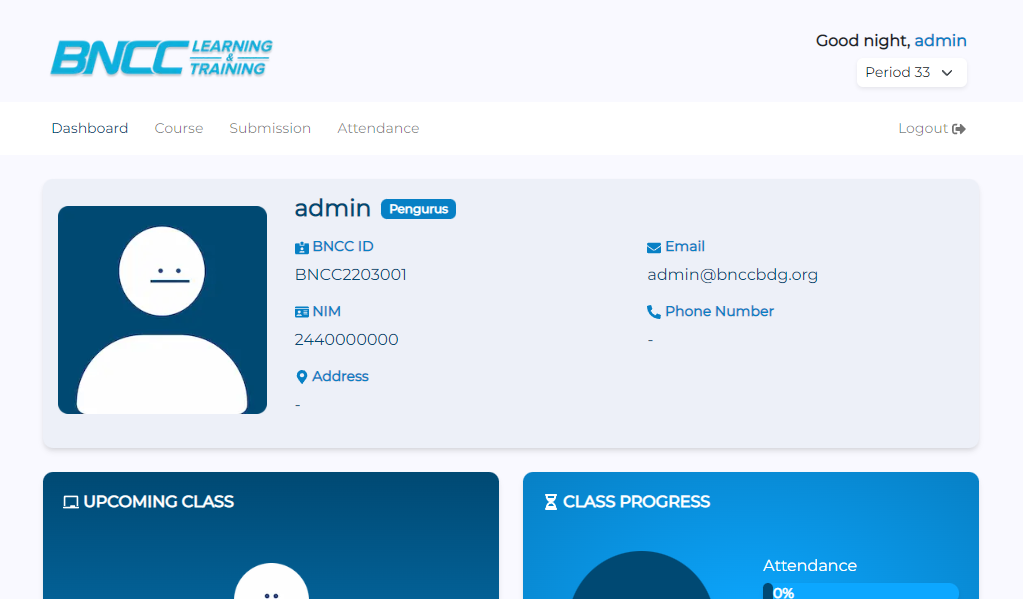 BNCC LEARNING & TRAINING
Good night, admin
Period 33
Dashboard Course Submission Attendance Logout
admin Pengurus
BNCC ID
BNCC2203001
Email
admin@bnccbdg.org
NIM
2440000000
Phone Number
-
Address
-
UPCOMING CLASS
CLASS PROGRESS
Attendance
0%